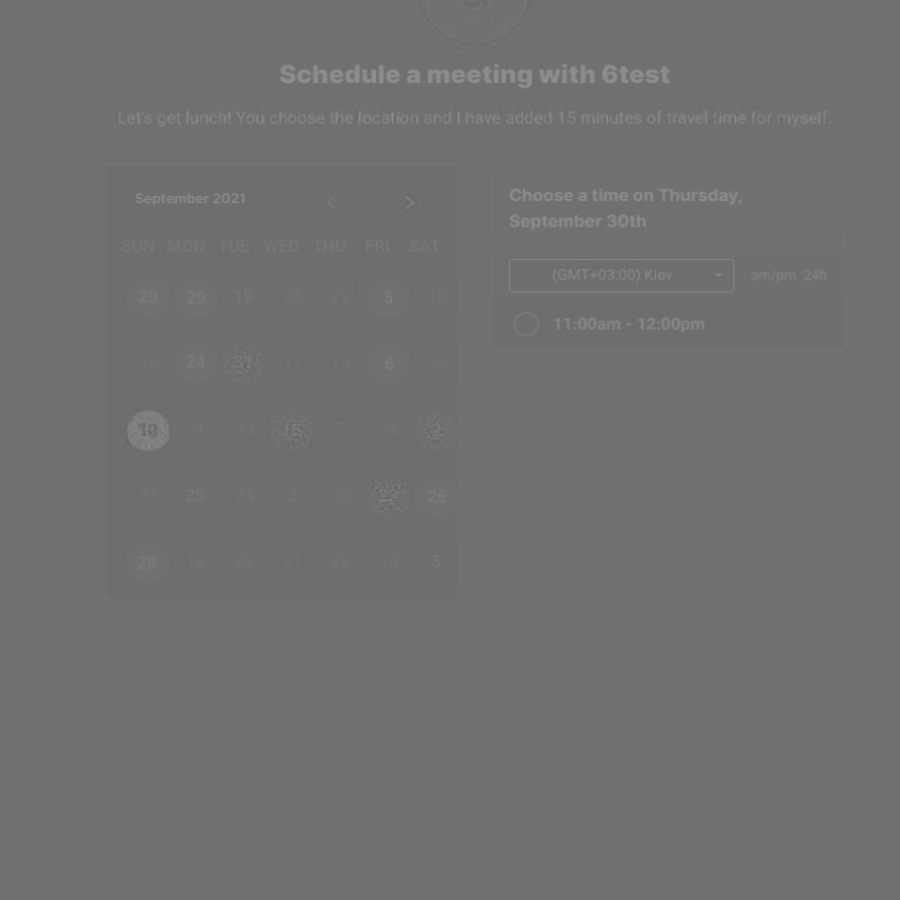 Schedule a meeting with 6test
Let's get lunch! You choose the location and I have added 15 minutes of travel time for myself.
September 2021
SUN MON TUE WED THU FRI SAT
20 29 19 25 29 5 10
26 24 31 17 15 6 26
10 21 13 15 7 26 2
31 28 24 3 30 22 26
28 16 29 21 22 14 5
Choose a time on Thursday,
September 30th
(GMT+03:00) Kiev
am/pm 24h
11:00am - 12:00pm